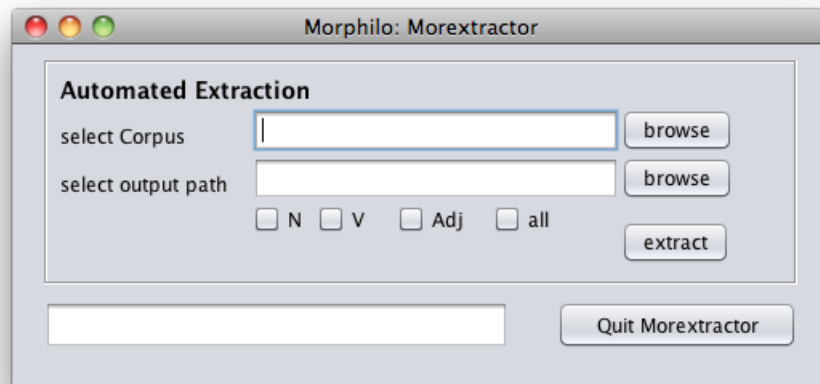 Morphilo: Morextractor
Automated Extraction
select Corpus
browse
select output path
browse
N V Adj all
extract
Quit Morextractor